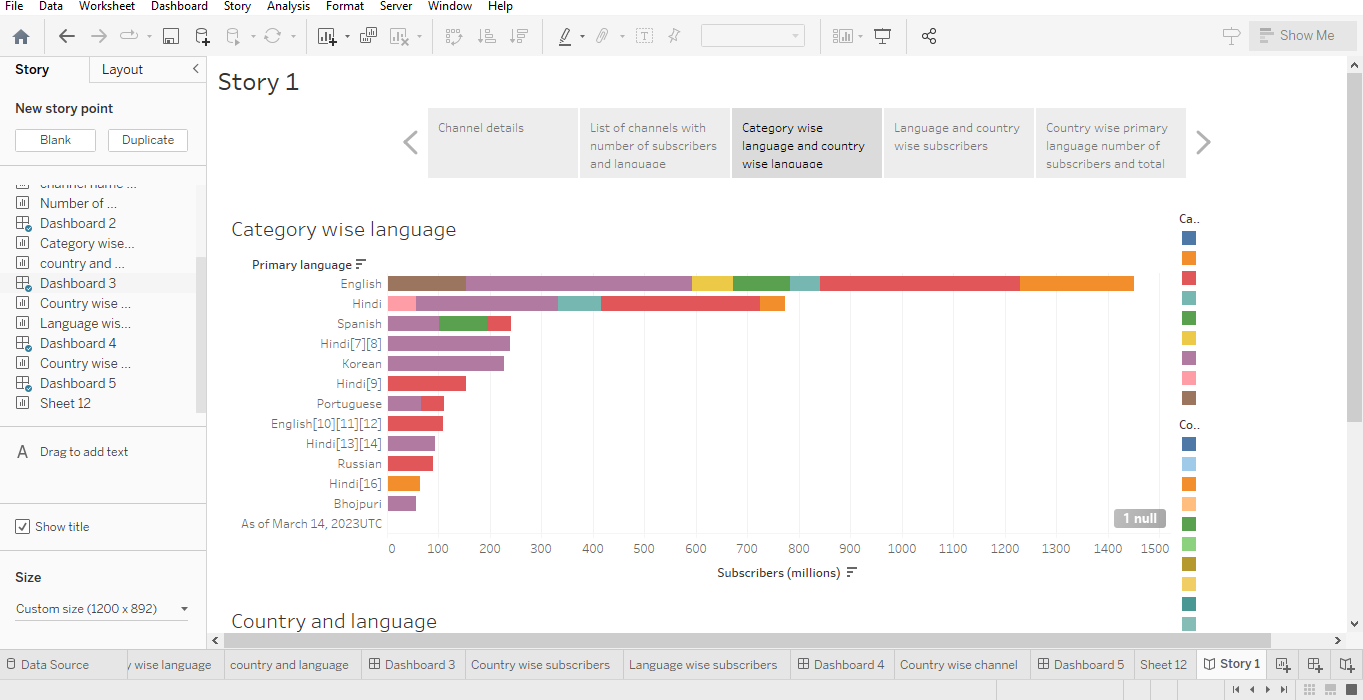 File Data Worksheet Dashboard Story Analysis Format Server Window Help
Show Me
Story Layout
New story point
Blank Duplicate
Number of ...
Dashboard 2
Category wise...
country and ...
Dashboard 3
Country wise ...
Language wis...
Dashboard 4
Country wise ...
Dashboard 5
Sheet 12
A Drag to add text
Show title
Size
Custom size (1200 x 892)
Story 1
Channel details
List of channels with
number of subscribers
and language
Category wise
language and country
wise language
Language and country
wise subscribers
Country wise primary
language number of
subscribers and total
Category wise language
Primary language
English
Hindi
Spanish
Hindi[7][8]
Korean
Hindi[9]
Portuguese
English[10][11][12]
Hindi[13][14]
Russian
Hindi[16]
Bhojpuri
As of March 14, 2023UTC
1 null
0 100 200 300 400 500 600 700 800 900 1000 1100 1200 1300 1400 1500
Subscribers (millions)
Ca..
Co..
Country and language
Data Source y wise language country and language Dashboard 3 Country wise subscribers Language wise subscribers Dashboard 4 Country wise channel Dashboard 5 Sheet 12 Story 1